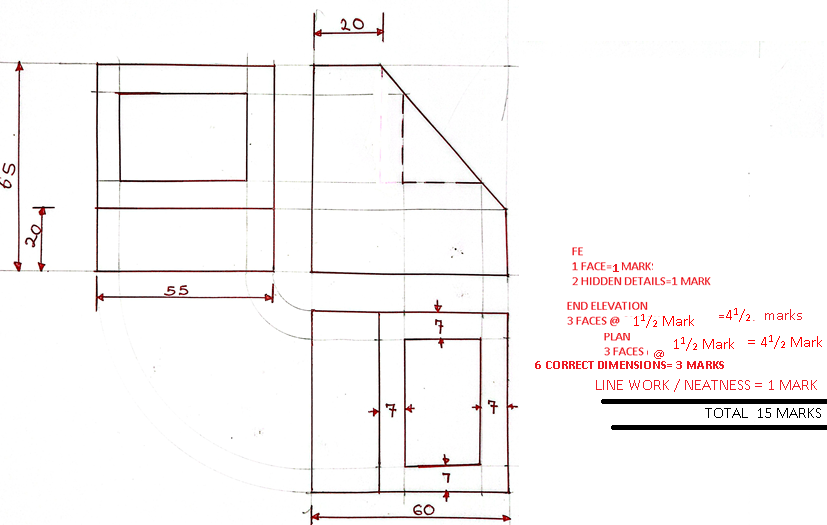 20
65
20
55
7
7
7
7
60
FE
1 FACE=1 MARK:
2 HIDDEN DETAILS=1 MARK
END ELEVATION
3 FACES @ 1½ Mark =4½. marks
PLAN
3 FACES @ 1½ Mark = 4½ Mark
6 CORRECT DIMENSIONS= 3 MARKS
LINE WORK / NEATNESS = 1 MARK
TOTAL 15 MARKS